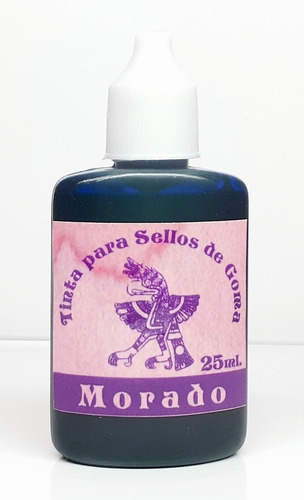 Tinta para Sellos de Goma
25ml.
Morado